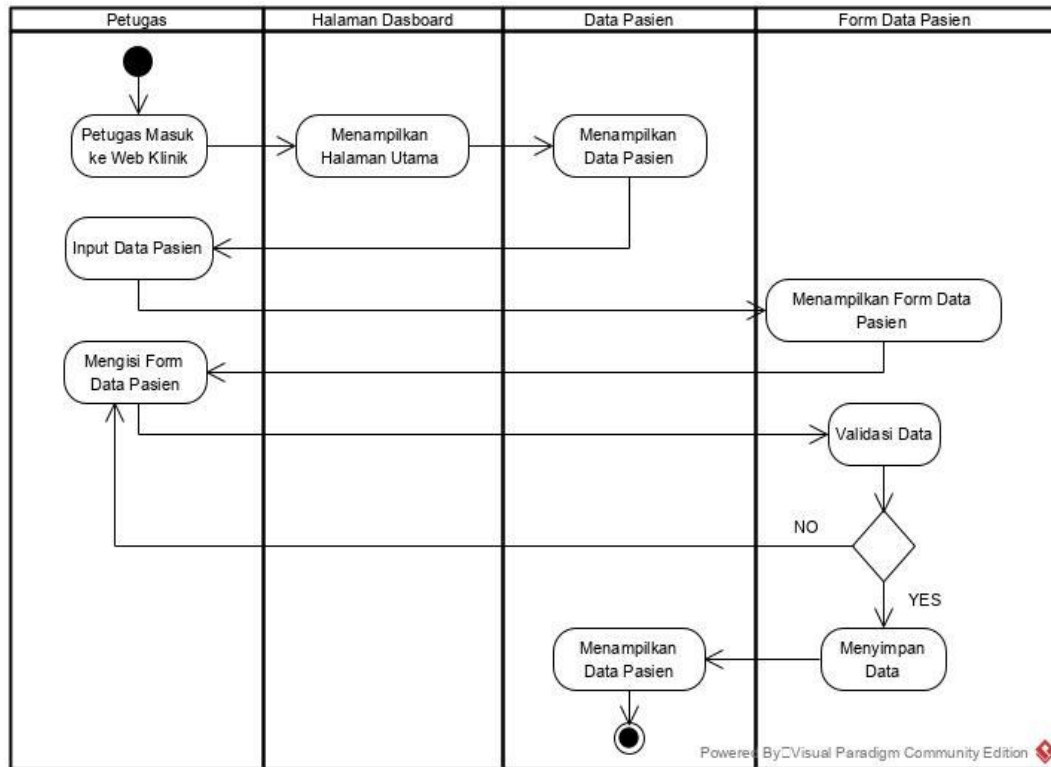 Petugas
Halaman Dasboard
Data Pasien
Form Data Pasien
Petugas Masuk
ke Web Klinik
Menampilkan
Halaman Utama
Menampilkan
Data Pasien
Input Data Pasien
Menampilkan Form Data
Pasien
Mengisi Form
Data Pasien
Validasi Data
NO
YES
Menampilkan
Data Pasien
Menyimpan
Data
Powered By Visual Paradigm Community Edition